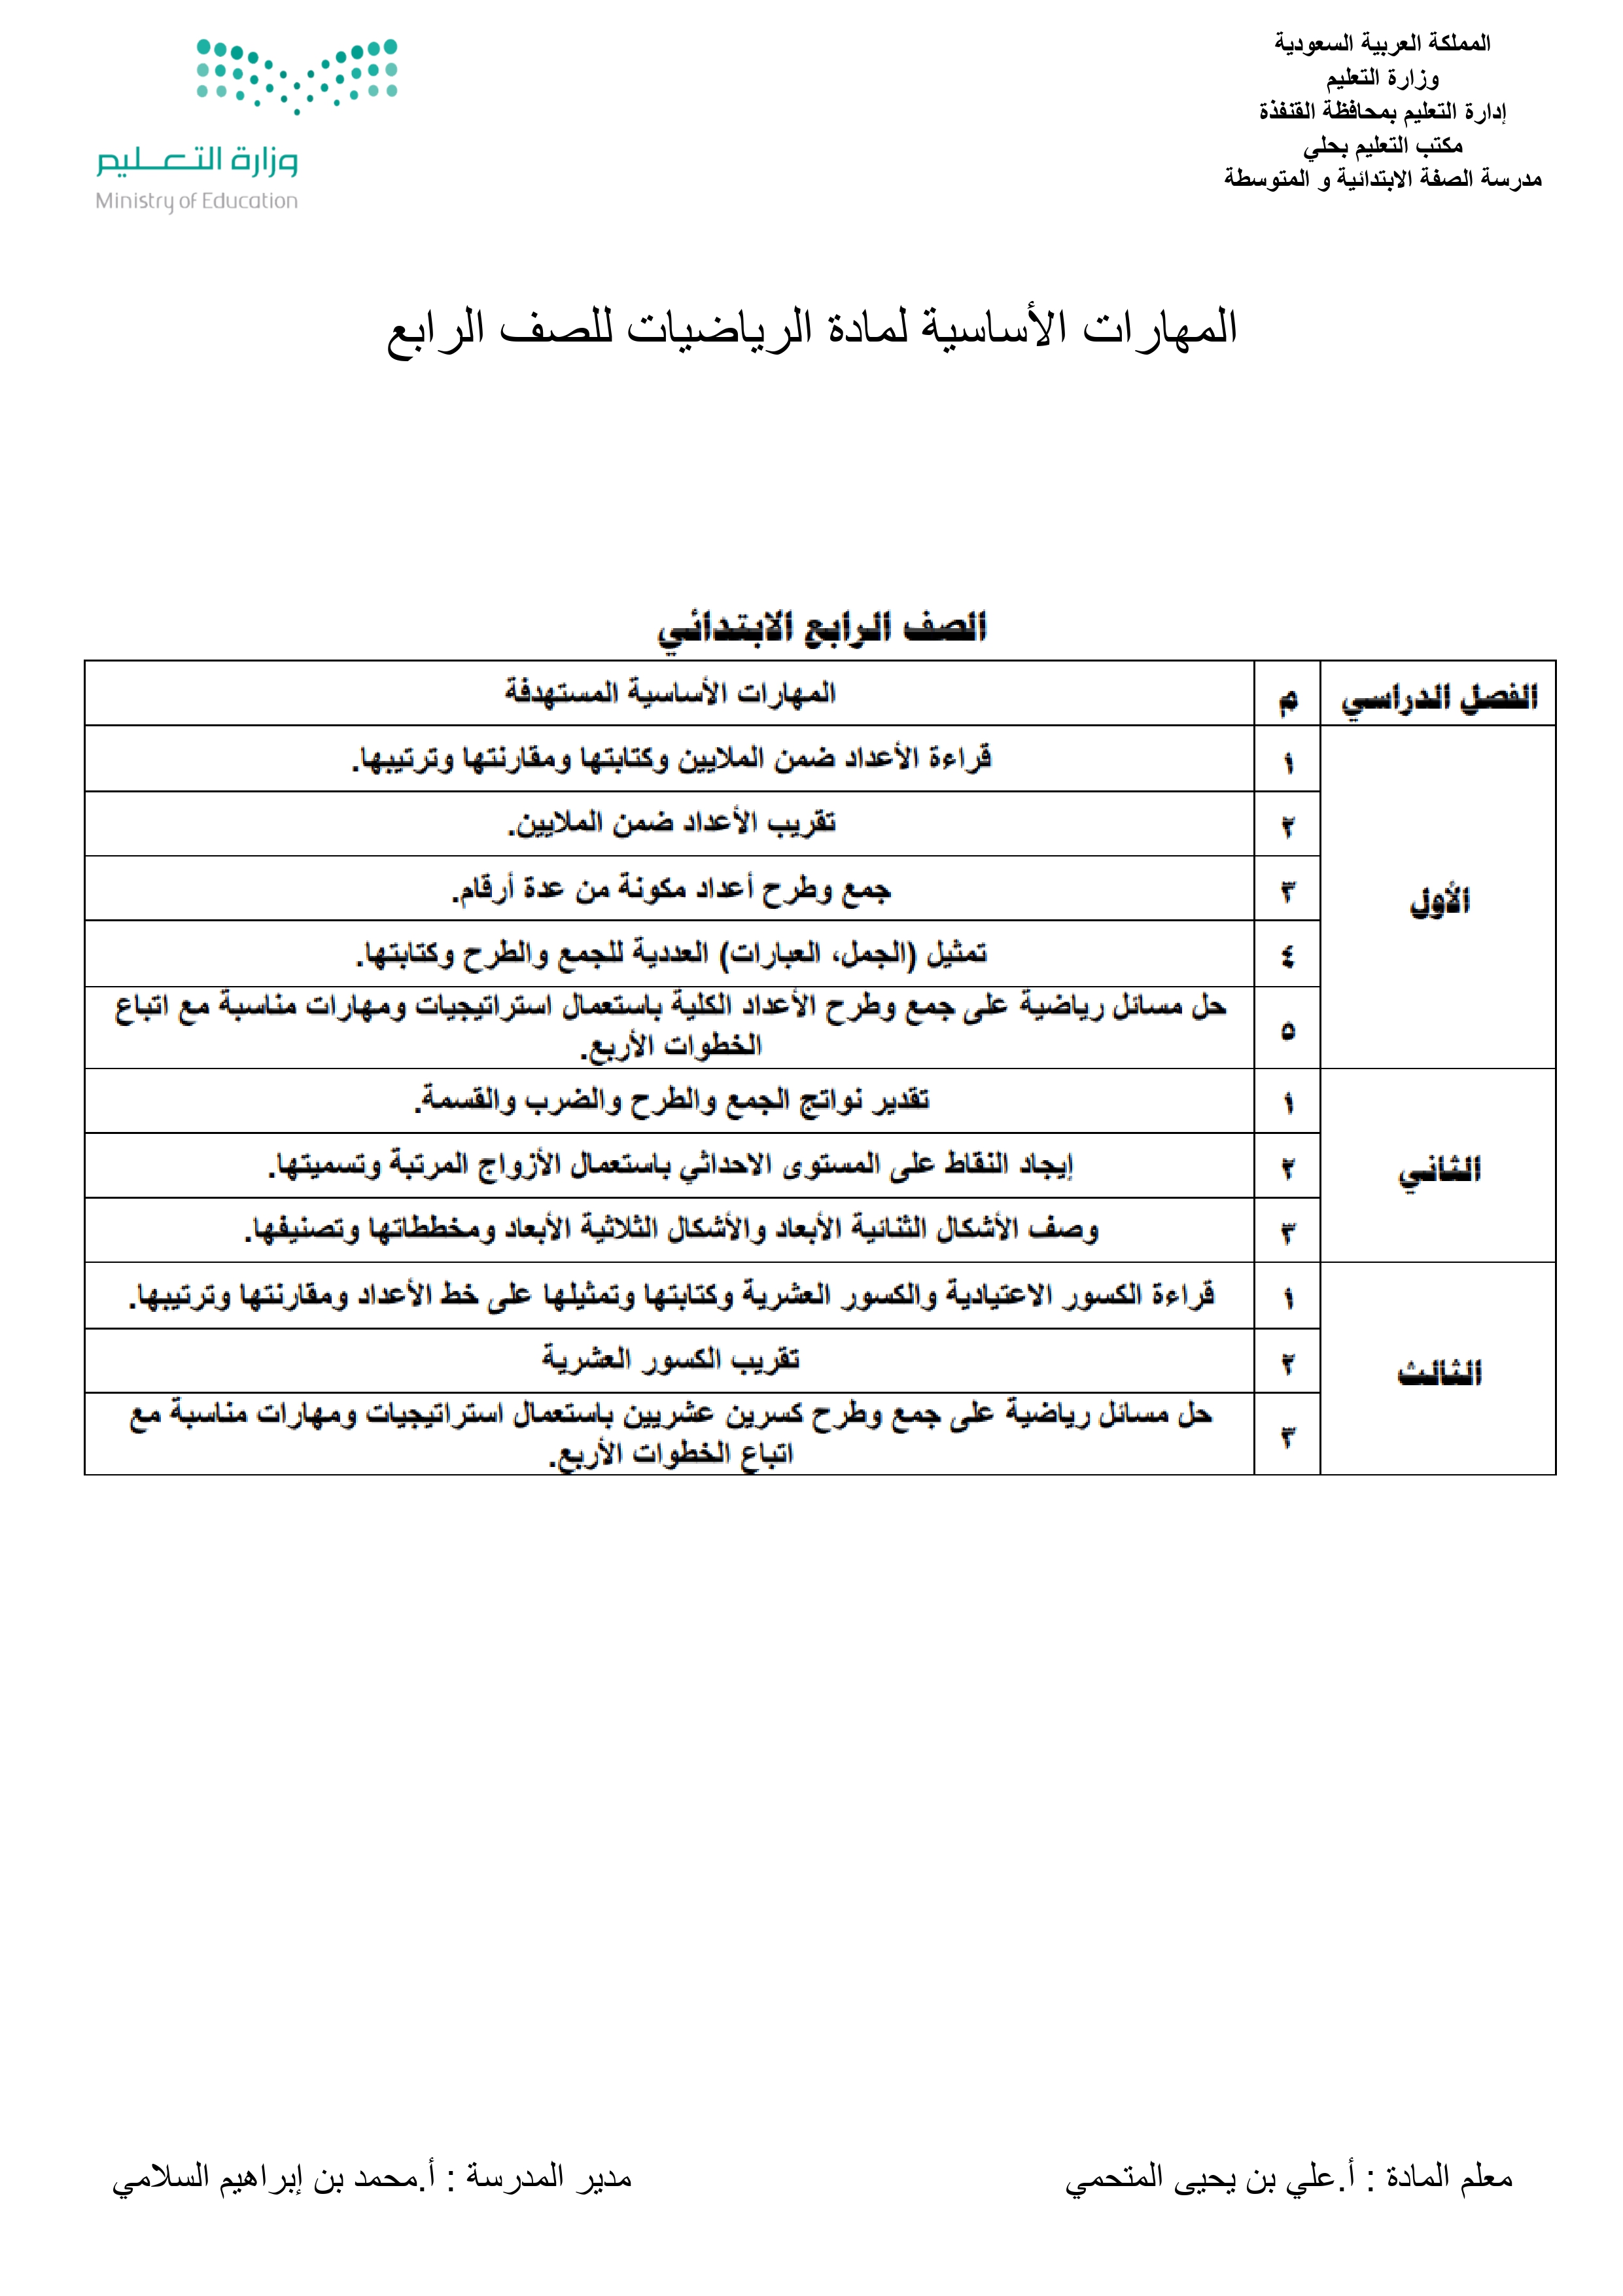 المملكة العربية السعودية
وزارة التعليم
إدارة التعليم بمحافظة القنفذة
مكتب التعليم بحلي
مدرسة الصفة الابتدائية و المتوسطة
وزارة التعليم
Ministry of Education
المهارات الأساسية لمادة الرياضيات للصف الرابع
الصف الرابع الابتدائي
الفصل الدراسي م المهارات الأساسية المستهدفة
الأول
١ قراءة الأعداد ضمن الملايين وكتابتها ومقارنتها وترتيبها.
٢ تقريب الأعداد ضمن الملايين.
٣ جمع وطرح أعداد مكونة من عدة أرقام.
٤ تمثيل (الجمل، العبارات) العددية للجمع والطرح وكتابتها.
٥ حل مسائل رياضية على جمع وطرح الأعداد الكلية باستعمال استراتيجيات ومهارات مناسبة مع اتباع
الخطوات الأربع.
الثاني
١ تقدير نواتج الجمع والطرح والضرب والقسمة.
٢ إيجاد النقاط على المستوى الاحداثي باستعمال الأزواج المرتبة وتسميتها.
٣ وصف الأشكال الثنائية الأبعاد والأشكال الثلاثية الأبعاد ومخططاتها وتصنيفها.
الثالث
١ قراءة الكسور الاعتيادية والكسور العشرية وكتابتها وتمثيلها على خط الأعداد ومقارنتها وترتيبها.
٢ تقريب الكسور العشرية
٣ حل مسائل رياضية على جمع وطرح كسرين عشريين باستعمال استراتيجيات ومهارات مناسبة مع
اتباع الخطوات الأربع.
معلم المادة : أ.علي بن يحيى المتحمي
مدير المدرسة : أ.محمد بن إبراهيم السلامي